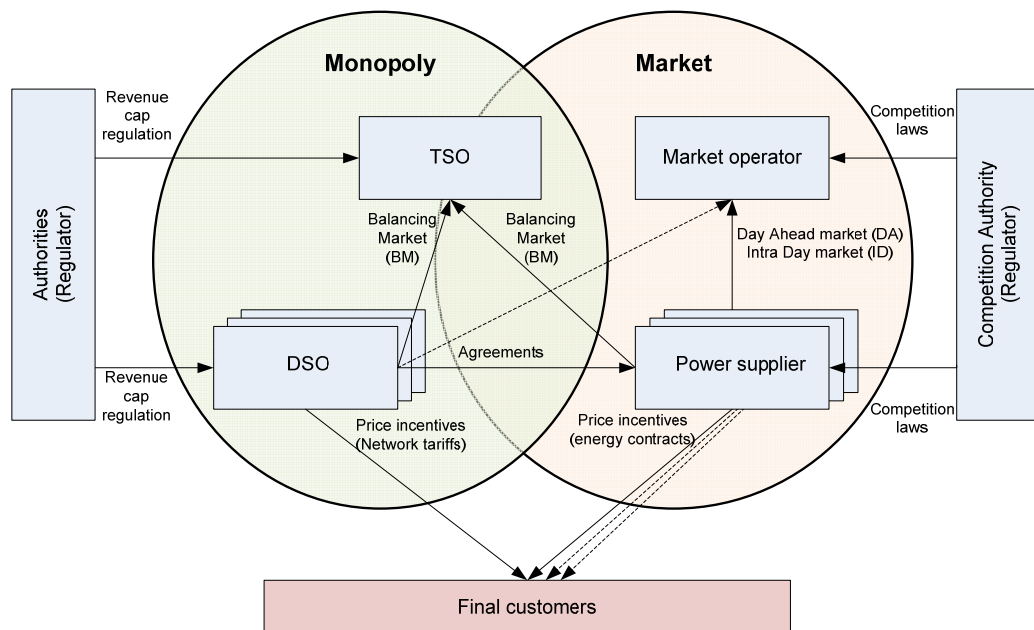 Monopoly
Market
Revenue
cap
regulation
Competition
laws
TSO
Market operator
Authorities
(Regulator)
Competition Authority
(Regulator)
Balancing
Market
(BM)
Balancing
Market
(BM)
Day Ahead market (DA)
Intra Day market (ID)
DSO
Agreements
Power supplier
Revenue
cap
regulation
Price incentives
(Network tariffs)
Price incentives
(energy contracts)
Competition
laws
Final customers